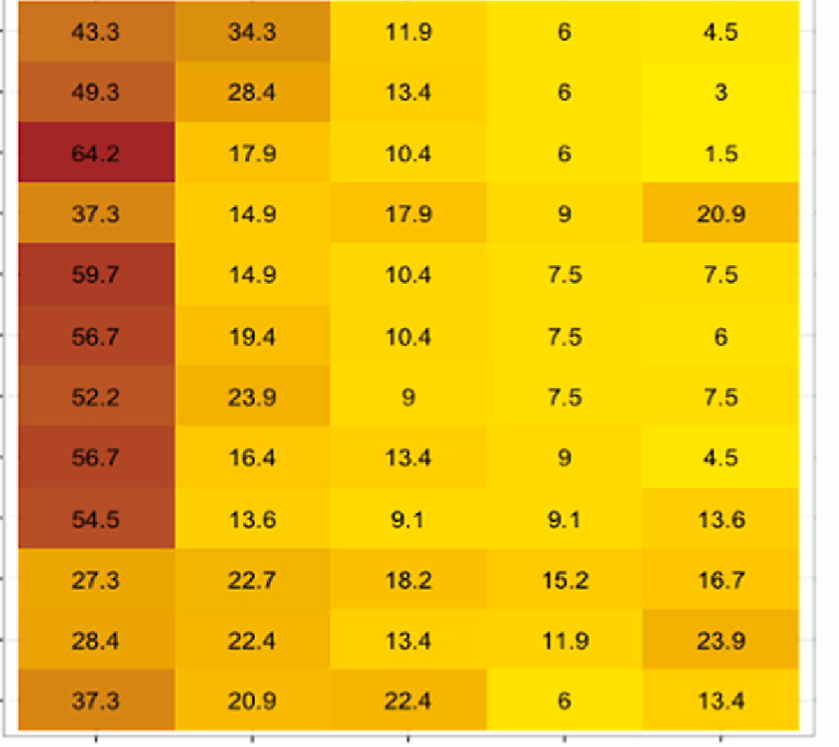 43.3 34.3 11.9 6 4.5
49.3 28.4 13.4 6 3
64.2 17.9 10.4 6 1.5
37.3 14.9 17.9 9 20.9
59.7 14.9 10.4 7.5 7.5
56.7 19.4 10.4 7.5 6
52.2 23.9 9 7.5 7.5
56.7 16.4 13.4 9 4.5
54.5 13.6 9.1 9.1 13.6
27.3 22.7 18.2 15.2 16.7
28.4 22.4 13.4 11.9 23.9
37.3 20.9 22.4 6 13.4